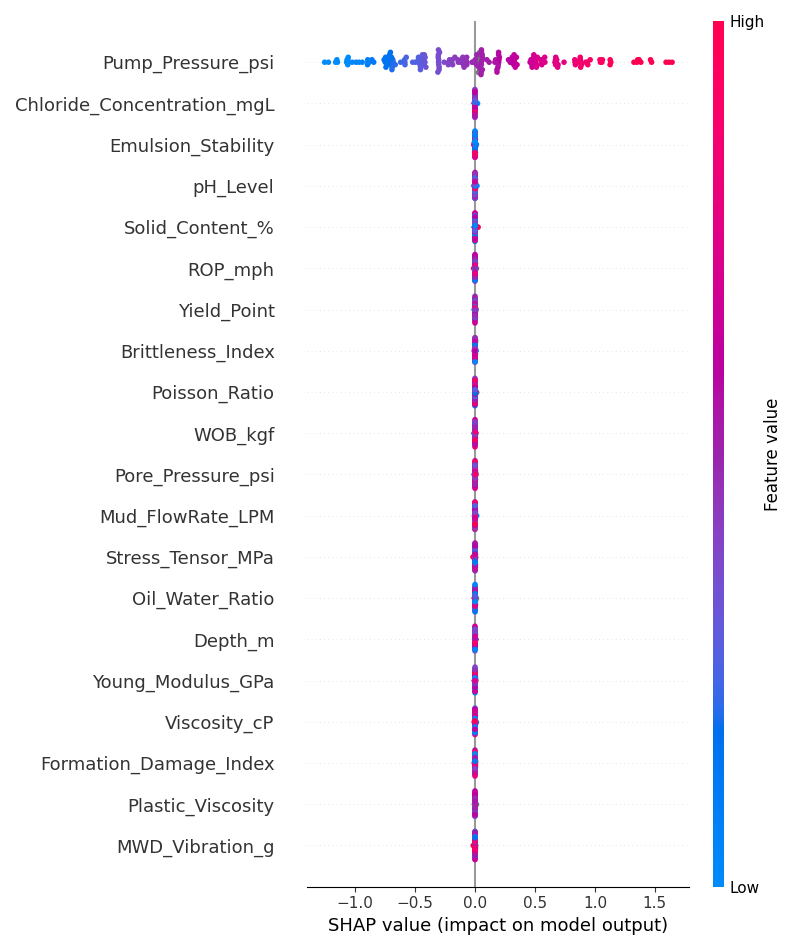 High
Pump_Pressure_psi
Chloride_Concentration_mgL
Emulsion_Stability
pH_Level
Solid_Content_%
ROP_mph
Yield_Point
Brittleness_Index
Poisson_Ratio
WOB_kgf
Pore_Pressure_psi
Mud_FlowRate_LPM
Stress_Tensor_MPa
Oil_Water_Ratio
Depth_m
Young_Modulus_GPa
Viscosity_cP
Formation_Damage_Index
Plastic_Viscosity
MWD_Vibration_g
Feature value
Low
−1.0 −0.5 0.0 0.5 1.0 1.5
SHAP value (impact on model output)